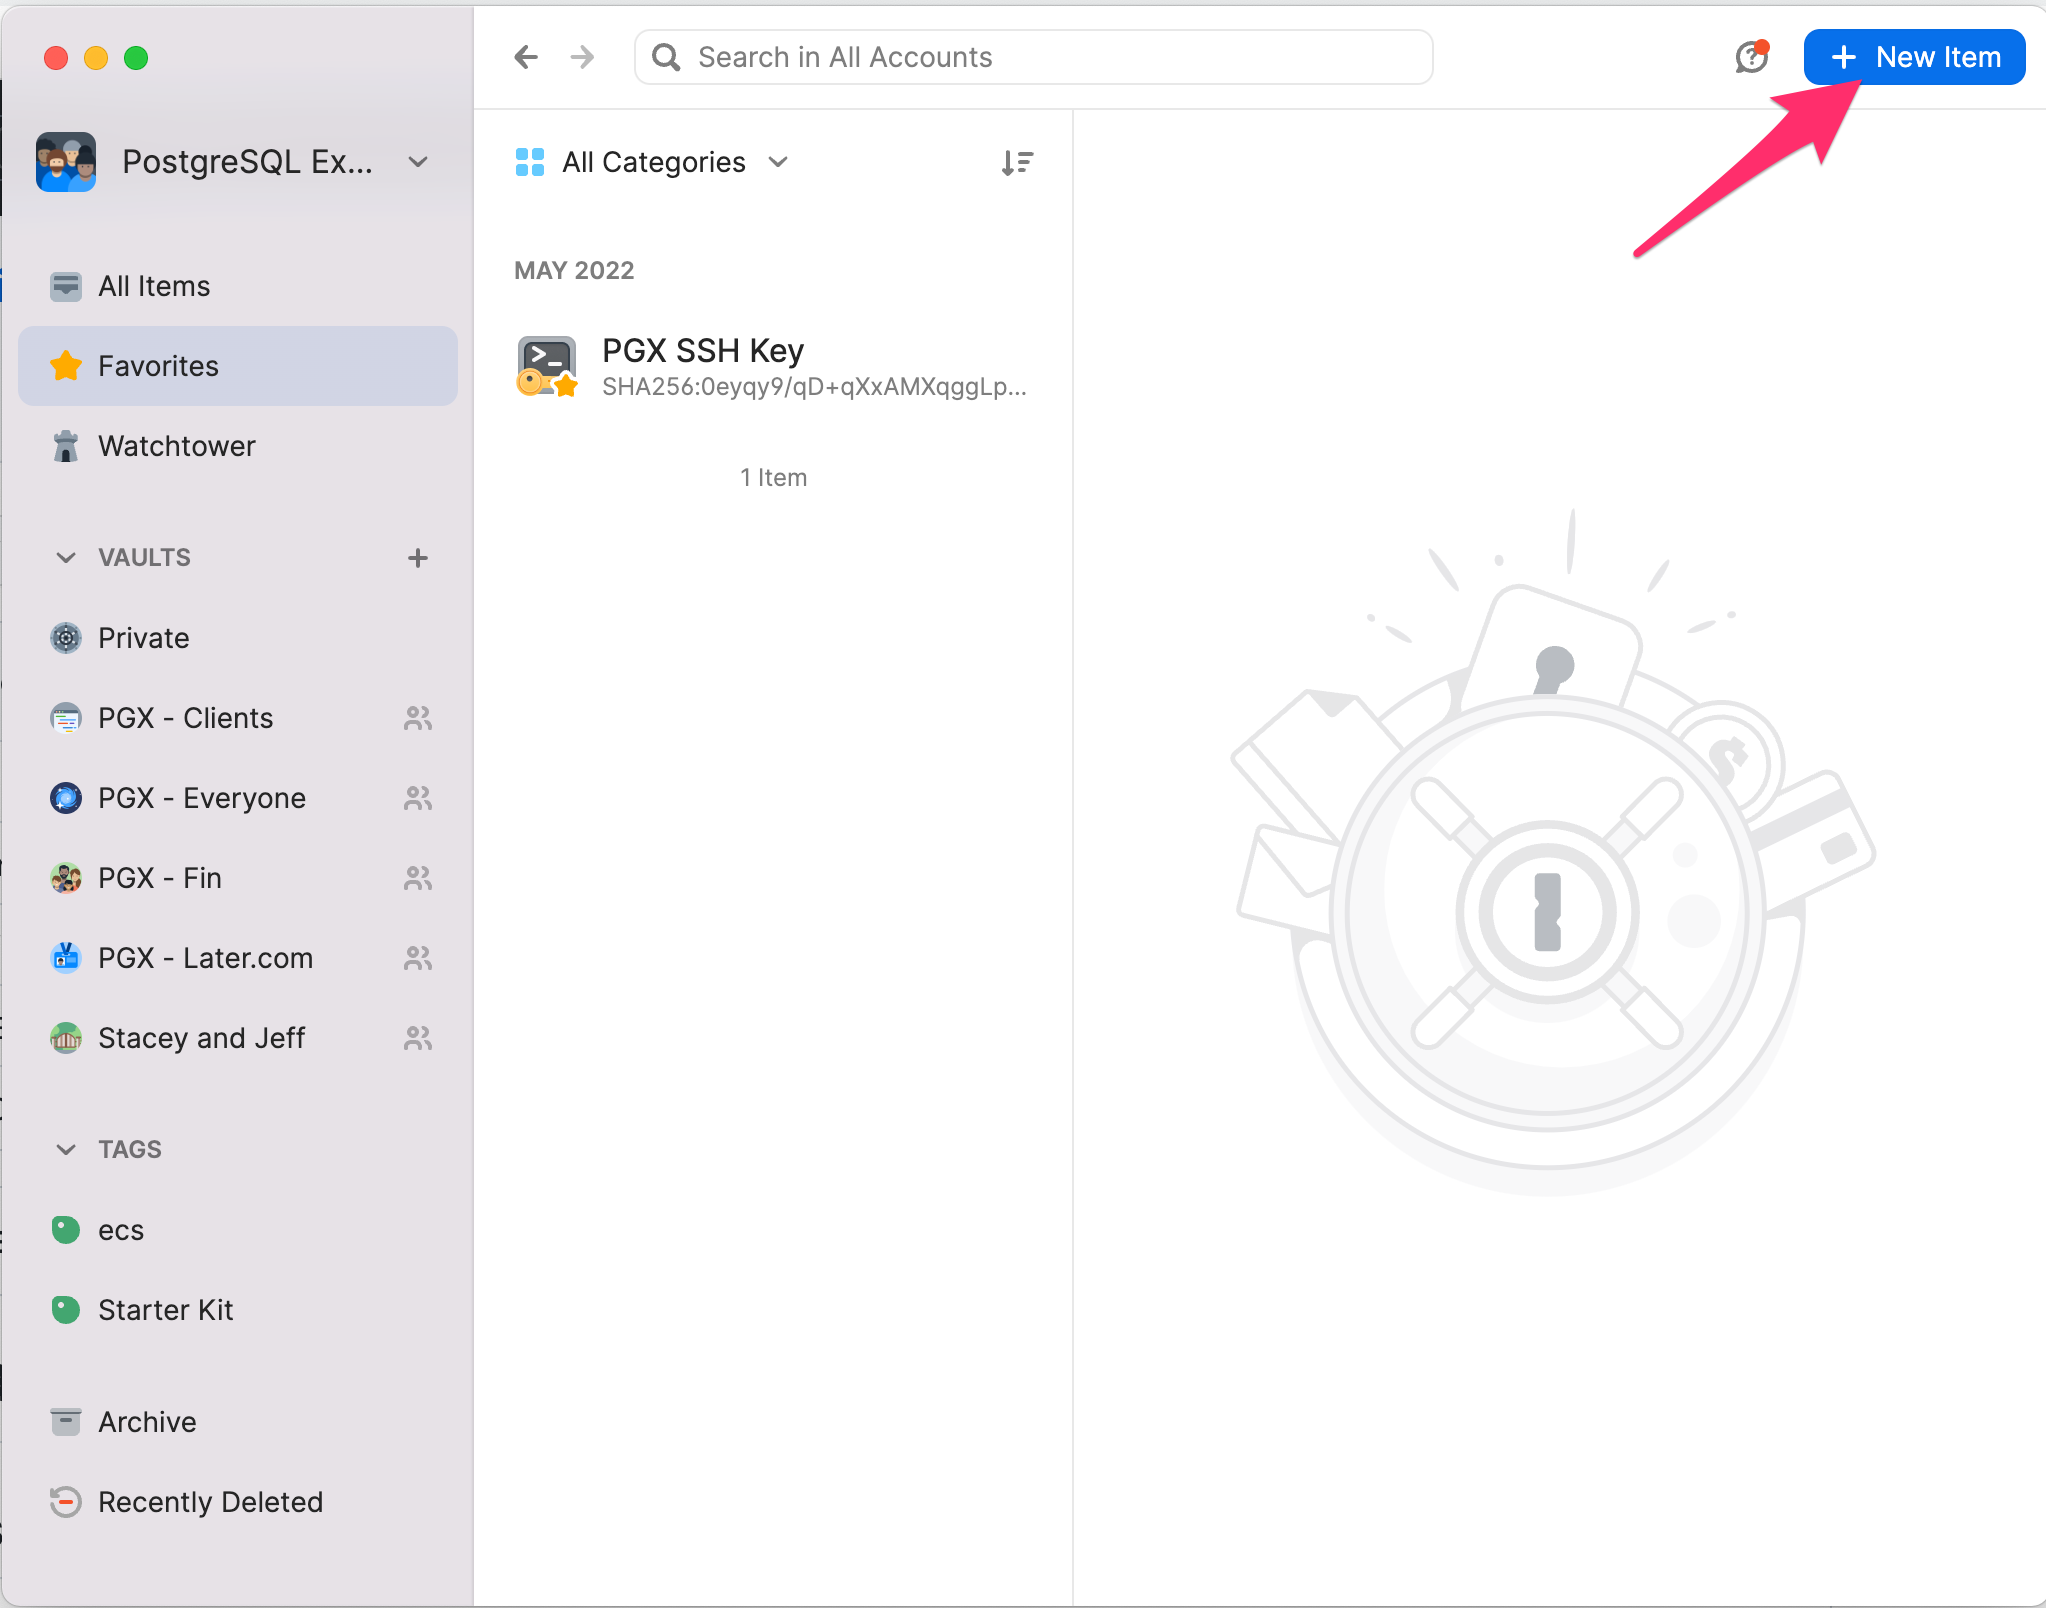 Search in All Accounts
New Item
PostgreSQL Ex...
All Items
Favorites
Watchtower
VAULTS
Private
PGX - Clients
PGX - Everyone
PGX - Fin
PGX - Later.com
Stacey and Jeff
TAGS
ecs
Starter Kit
Archive
Recently Deleted
All Categories
MAY 2022
PGX SSH Key
SHA256:0eyqy9/qD+qXxAMXqggLp...
1 Item